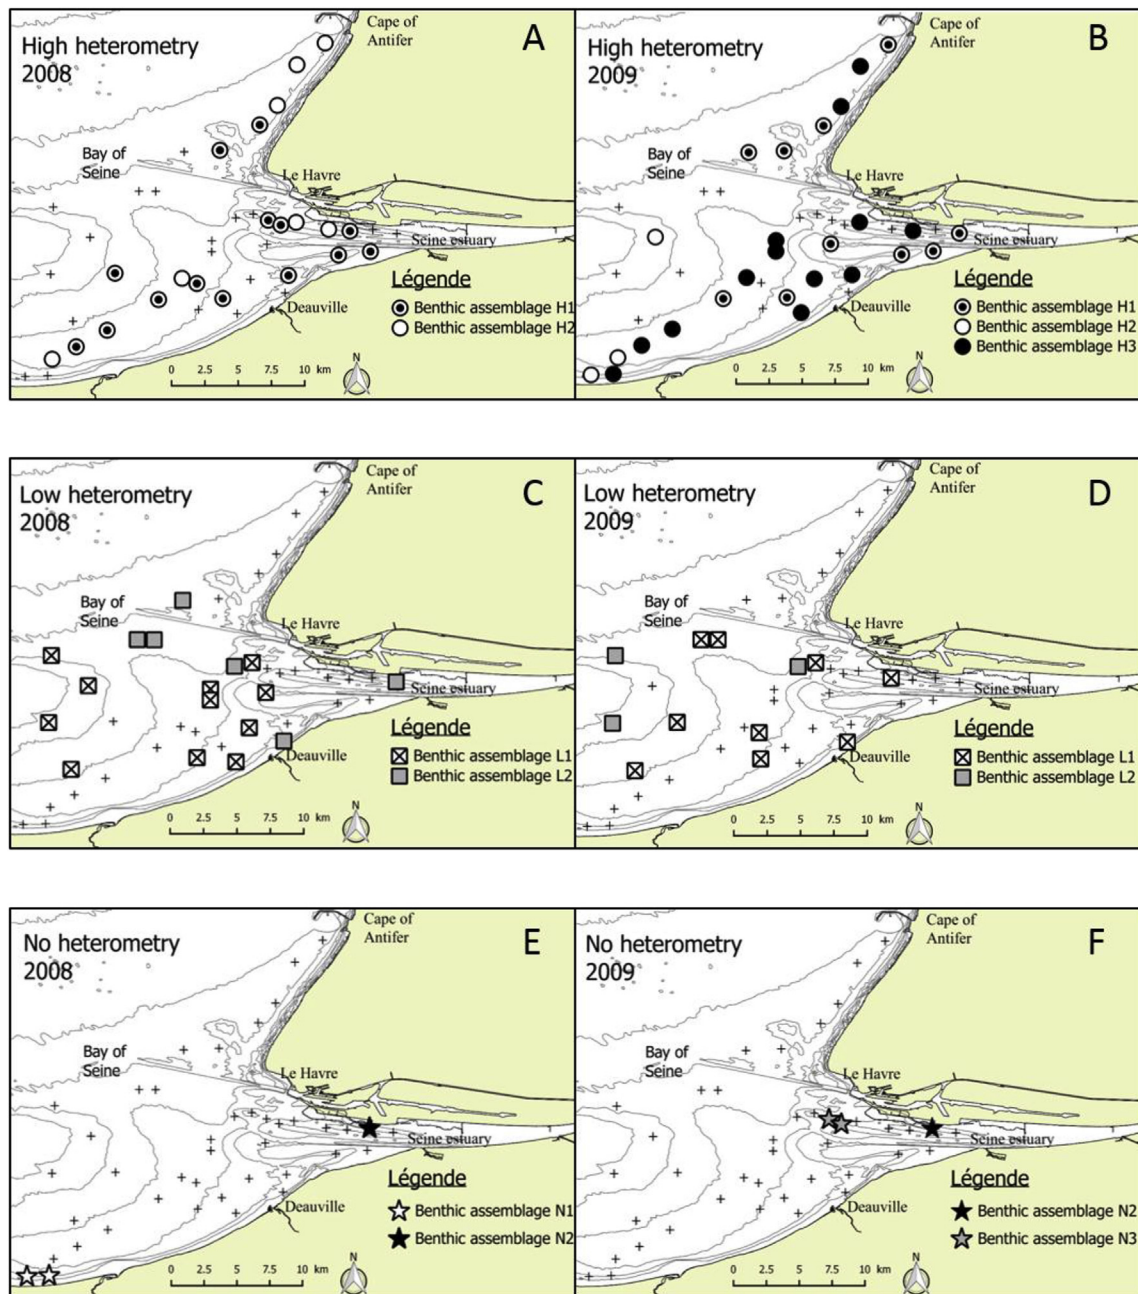 High heterometry
2008
A
Cape of
Antifer
Bay of
Seine
Le Havre
Seine estuary
Deauville
Légende
Benthic assemblage H1
Benthic assemblage H2
0 2.5 5 7.5 10 km
N
High heterometry
2009
B
Cape of
Antifer
Bay of
Seine
Le Havre
Seine estuary
Deauville
Légende
Benthic assemblage H1
Benthic assemblage H2
Benthic assemblage H3
0 2.5 5 7.5 10 km
N
Low heterometry
2008
C
Cape of
Antifer
Bay of
Seine
Le Havre
Seine estuary
Deauville
Légende
Benthic assemblage L1
Benthic assemblage L2
0 2.5 5 7.5 10 km
N
Low heterometry
2009
D
Cape of
Antifer
Bay of
Seine
Le Havre
Seine estuary
Deauville
Légende
Benthic assemblage L1
Benthic assemblage L2
0 2.5 5 7.5 10 km
N
No heterometry
2008
E
Cape of
Antifer
Bay of
Seine
Le Havre
Seine estuary
Deauville
Légende
Benthic assemblage N1
Benthic assemblage N2
0 2.5 5 7.5 10 km
N
No heterometry
2009
F
Cape of
Antifer
Bay of
Seine
Le Havre
Seine estuary
Deauville
Légende
Benthic assemblage N2
Benthic assemblage N3
0 2.5 5 7.5 10 km
N